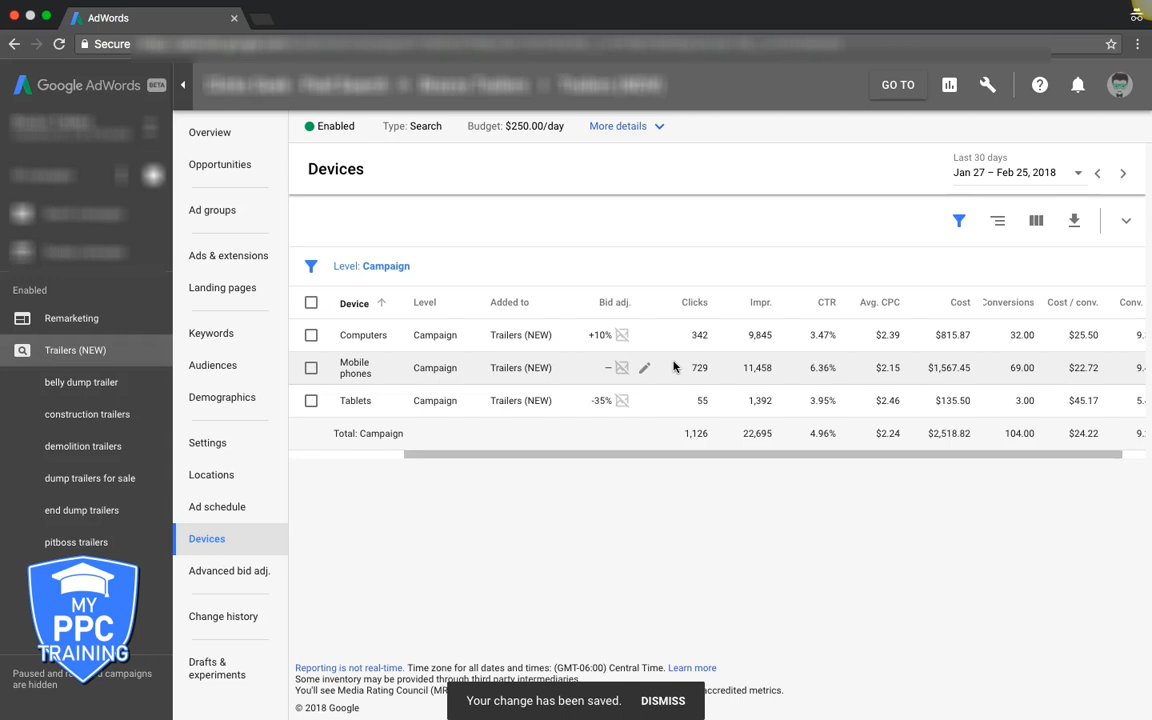 AdWords
Secure
Google AdWords BETA
GO TO
Enabled Type: Search Budget: $250.00/day More details
Devices
Last 30 days
Jan 27 – Feb 25, 2018
Level: Campaign
Device Level Added to Bid adj. Clicks Impr. CTR Avg. CPC Cost Conversions Cost / conv. Conv.
Computers Campaign Trailers (NEW) +10% 342 9,845 3.47% $2.39 $815.87 32.00 $25.50 9.
Mobile
phones Campaign Trailers (NEW) – 729 11,458 6.36% $2.15 $1,567.45 69.00 $22.72 9.
Tablets Campaign Trailers (NEW) -35% 55 1,392 3.95% $2.46 $135.50 3.00 $45.17 5.
Total: Campaign 1,126 22,695 4.96% $2.24 $2,518.82 104.00 $24.22 9.
Overview
Opportunities
Ad groups
Ads & extensions
Landing pages
Keywords
Audiences
Demographics
Settings
Locations
Ad schedule
Devices
Advanced bid adj.
Change history
Drafts &
experiments
Enabled
Remarketing
Trailers (NEW)
belly dump trailer
construction trailers
demolition trailers
dump trailers for sale
end dump trailers
pitboss trailers
MY
PPC
TRAINING
Paused and campaigns
are hidden
Reporting is not real-time. Time zone for all dates and times: (GMT-06:00) Central Time. Learn more
Some inventory may be provided through third party intermediaries.
You'll see Media Rating Council (MR accredited metrics.
© 2018 Google
Your change has been saved. DISMISS